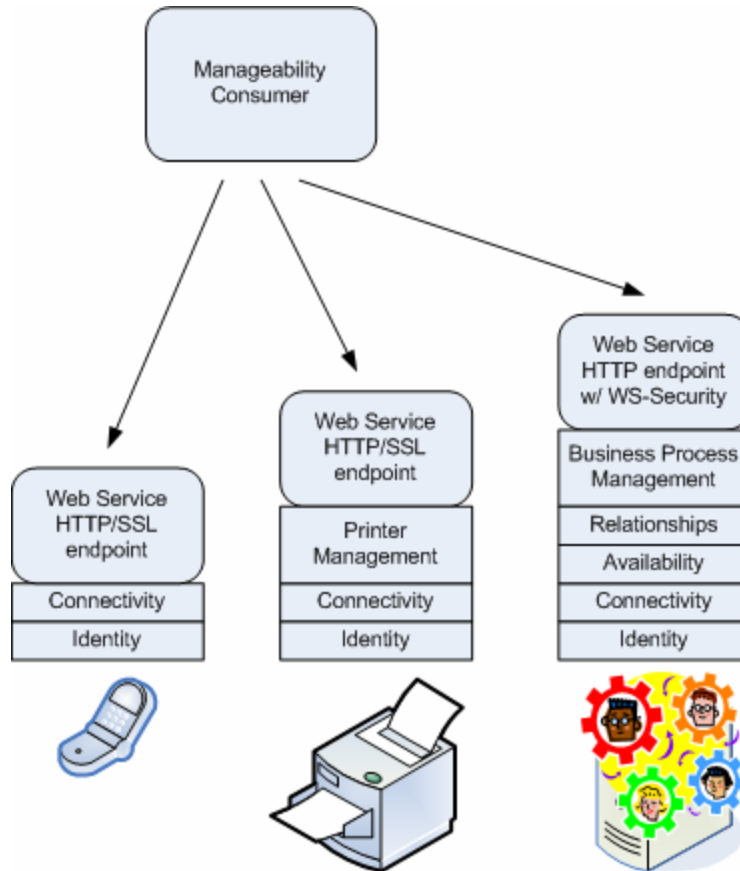 Manageability
Consumer
Web Service
HTTP/SSL
endpoint
Connectivity
Identity
Web Service
HTTP/SSL
endpoint
Printer
Management
Connectivity
Identity
Web Service
HTTP endpoint
w/ WS-Security
Business Process
Management
Relationships
Availability
Connectivity
Identity